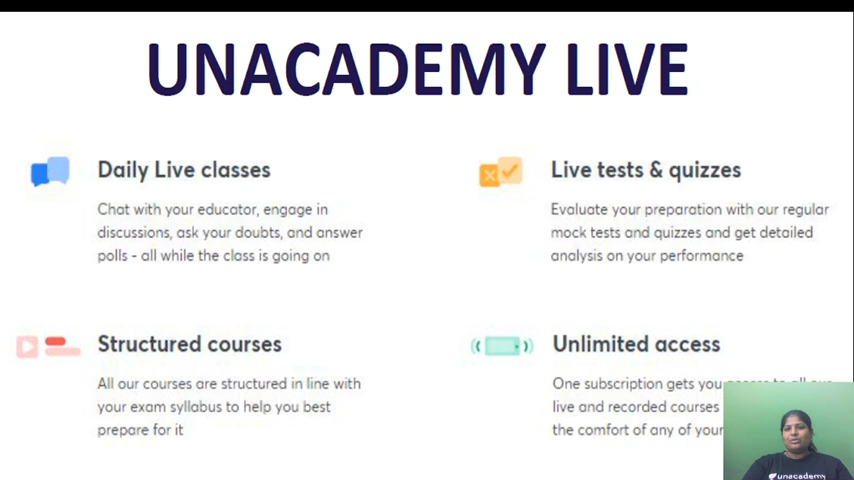 UNACADEMY LIVE
Daily Live classes
Chat with your educator, engage in
discussions, ask your doubts, and answer
polls - all while the class is going on
Live tests & quizzes
Evaluate your preparation with our regular
mock tests and quizzes and get detailed
analysis on your performance
Structured courses
All our courses are structured in line with
your exam syllabus to help you best
prepare for it
Unlimited access
One subscription gets you access to all our
live and recorded courses
the comfort of any of your
unacademy